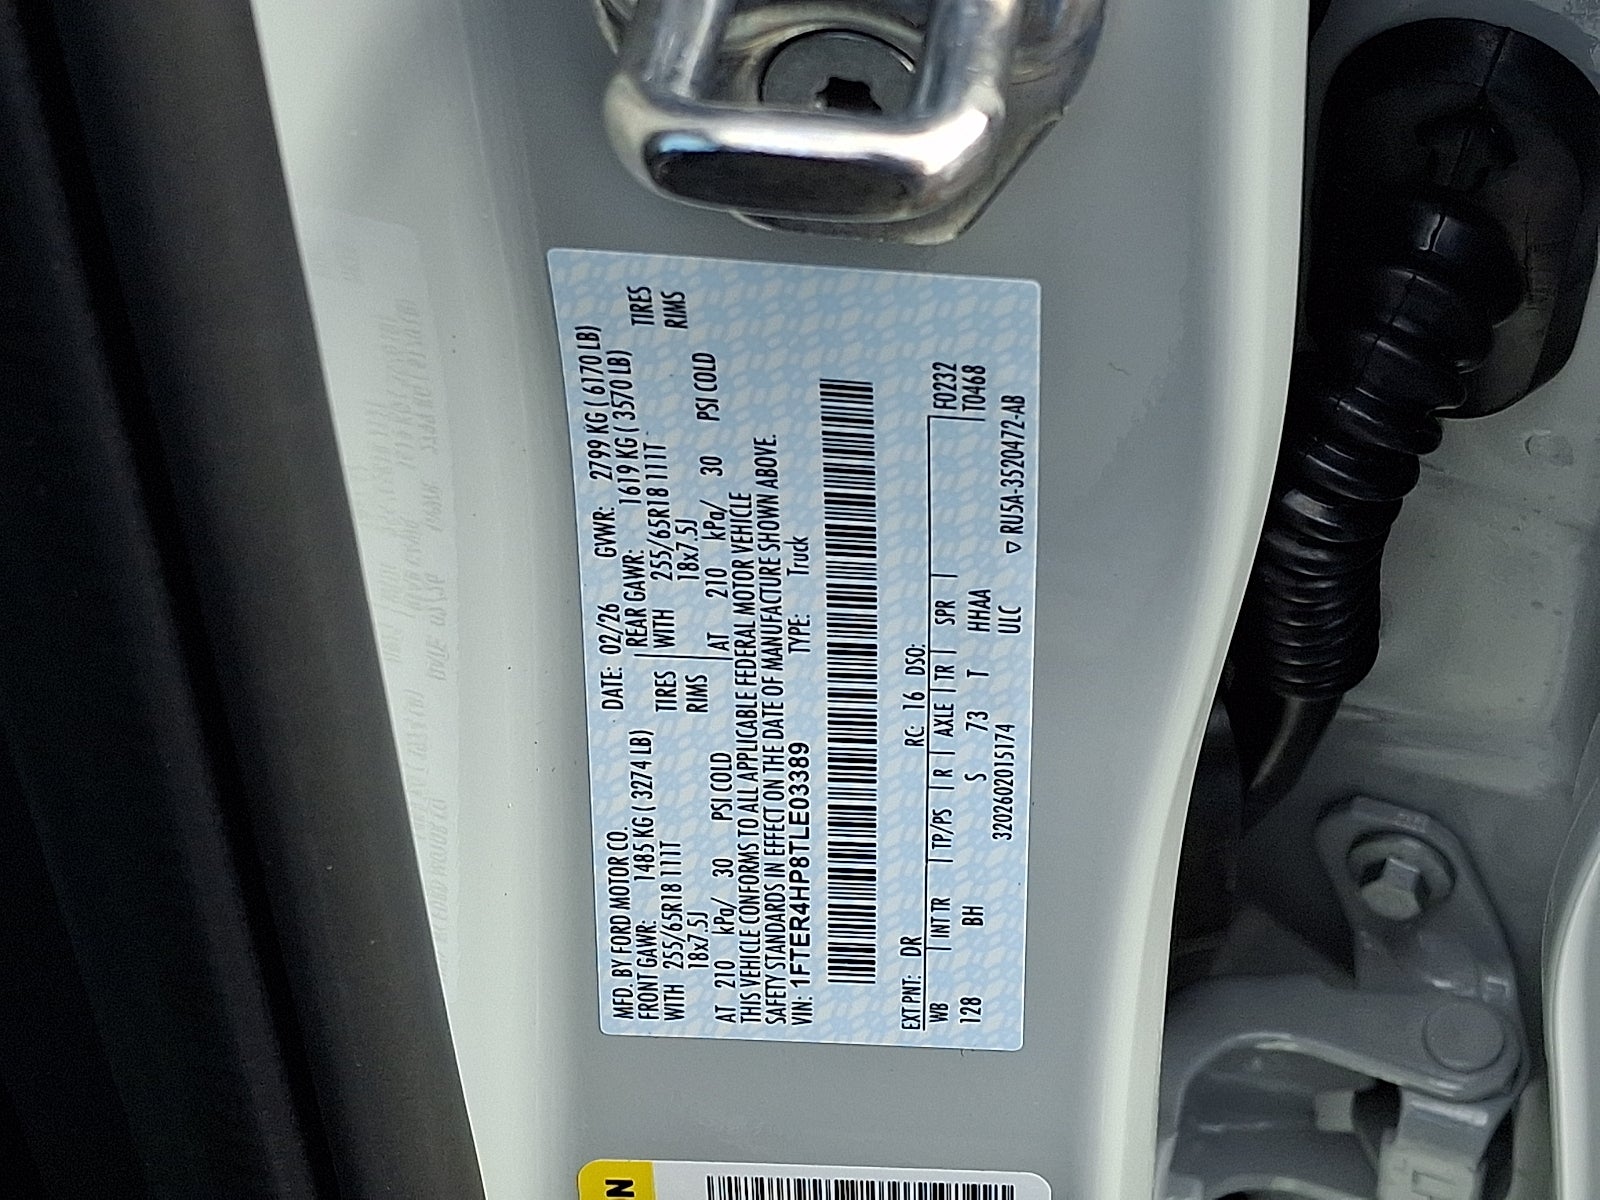 MFD. BY FORD MOTOR CO. DATE: 02/26 GVWR: 2799 KG ( 6170 LB)
FRONT GAWR: 1485 KG ( 3274 LB) REAR GAWR: 1619 KG ( 3570 LB)
WITH 255/65R18 111T TIRES WITH 255/65R18 111T TIRES
18x7.5J RIMS 18x7.5J RIMS
AT 210 kPa/ 30 PSI COLD AT 210 kPa/ 30 PSI COLD
THIS VEHICLE CONFORMS TO ALL APPLICABLE FEDERAL MOTOR VEHICLE
SAFETY STANDARDS IN EFFECT ON THE DATE OF MANUFACTURE SHOWN ABOVE.
VIN: 1FTER4HP8TLE03389 TYPE: Truck
EXT PNT: DR RC: 16 DSO: F0232
WB INT TR TP/PS R AXLE TR SPR T0468
128 BH S 73 T HHAA
3202602015174 ULC ▽ RU5A-3520472-AB
ON